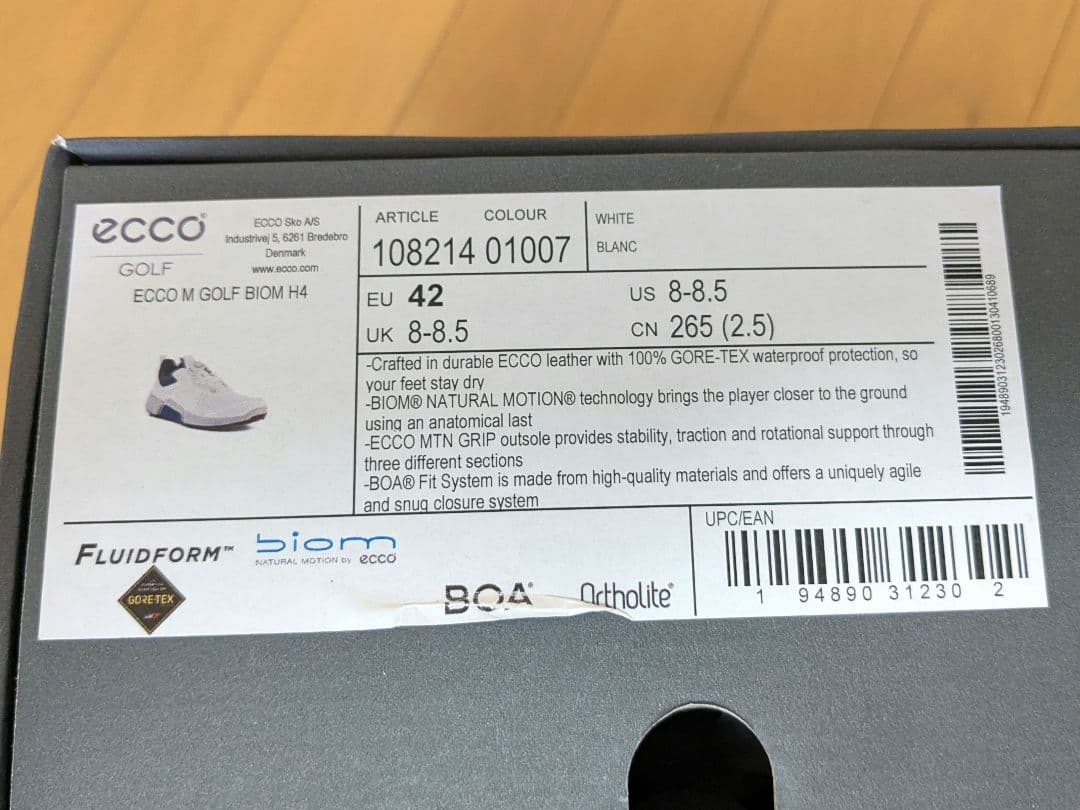 ecco®
GOLF
ECCO Sko A/S
Industrivej 5, 6261 Bredebro
Denmark
www.ecco.com
ECCO M GOLF BIOM H4
ARTICLE COLOUR
108214 01007
WHITE
BLANC
EU 42
US 8-8.5
UK 8-8.5
CN 265 (2.5)
-Crafted in durable ECCO leather with 100% GORE-TEX waterproof protection, so
your feet stay dry
-BIOM® NATURAL MOTION® technology brings the player closer to the ground
using an anatomical last
-ECCO MTN GRIP outsole provides stability, traction and rotational support through
three different sections
-BOA® Fit System is made from high-quality materials and offers a uniquely agile
and snug closure system
1948903123026800130410689
FLUIDFORM™
biom
NATURAL MOTION by ecco
GORE-TEX
BOA®
Ortholite®
UPC/EAN
1 94890 31230 2